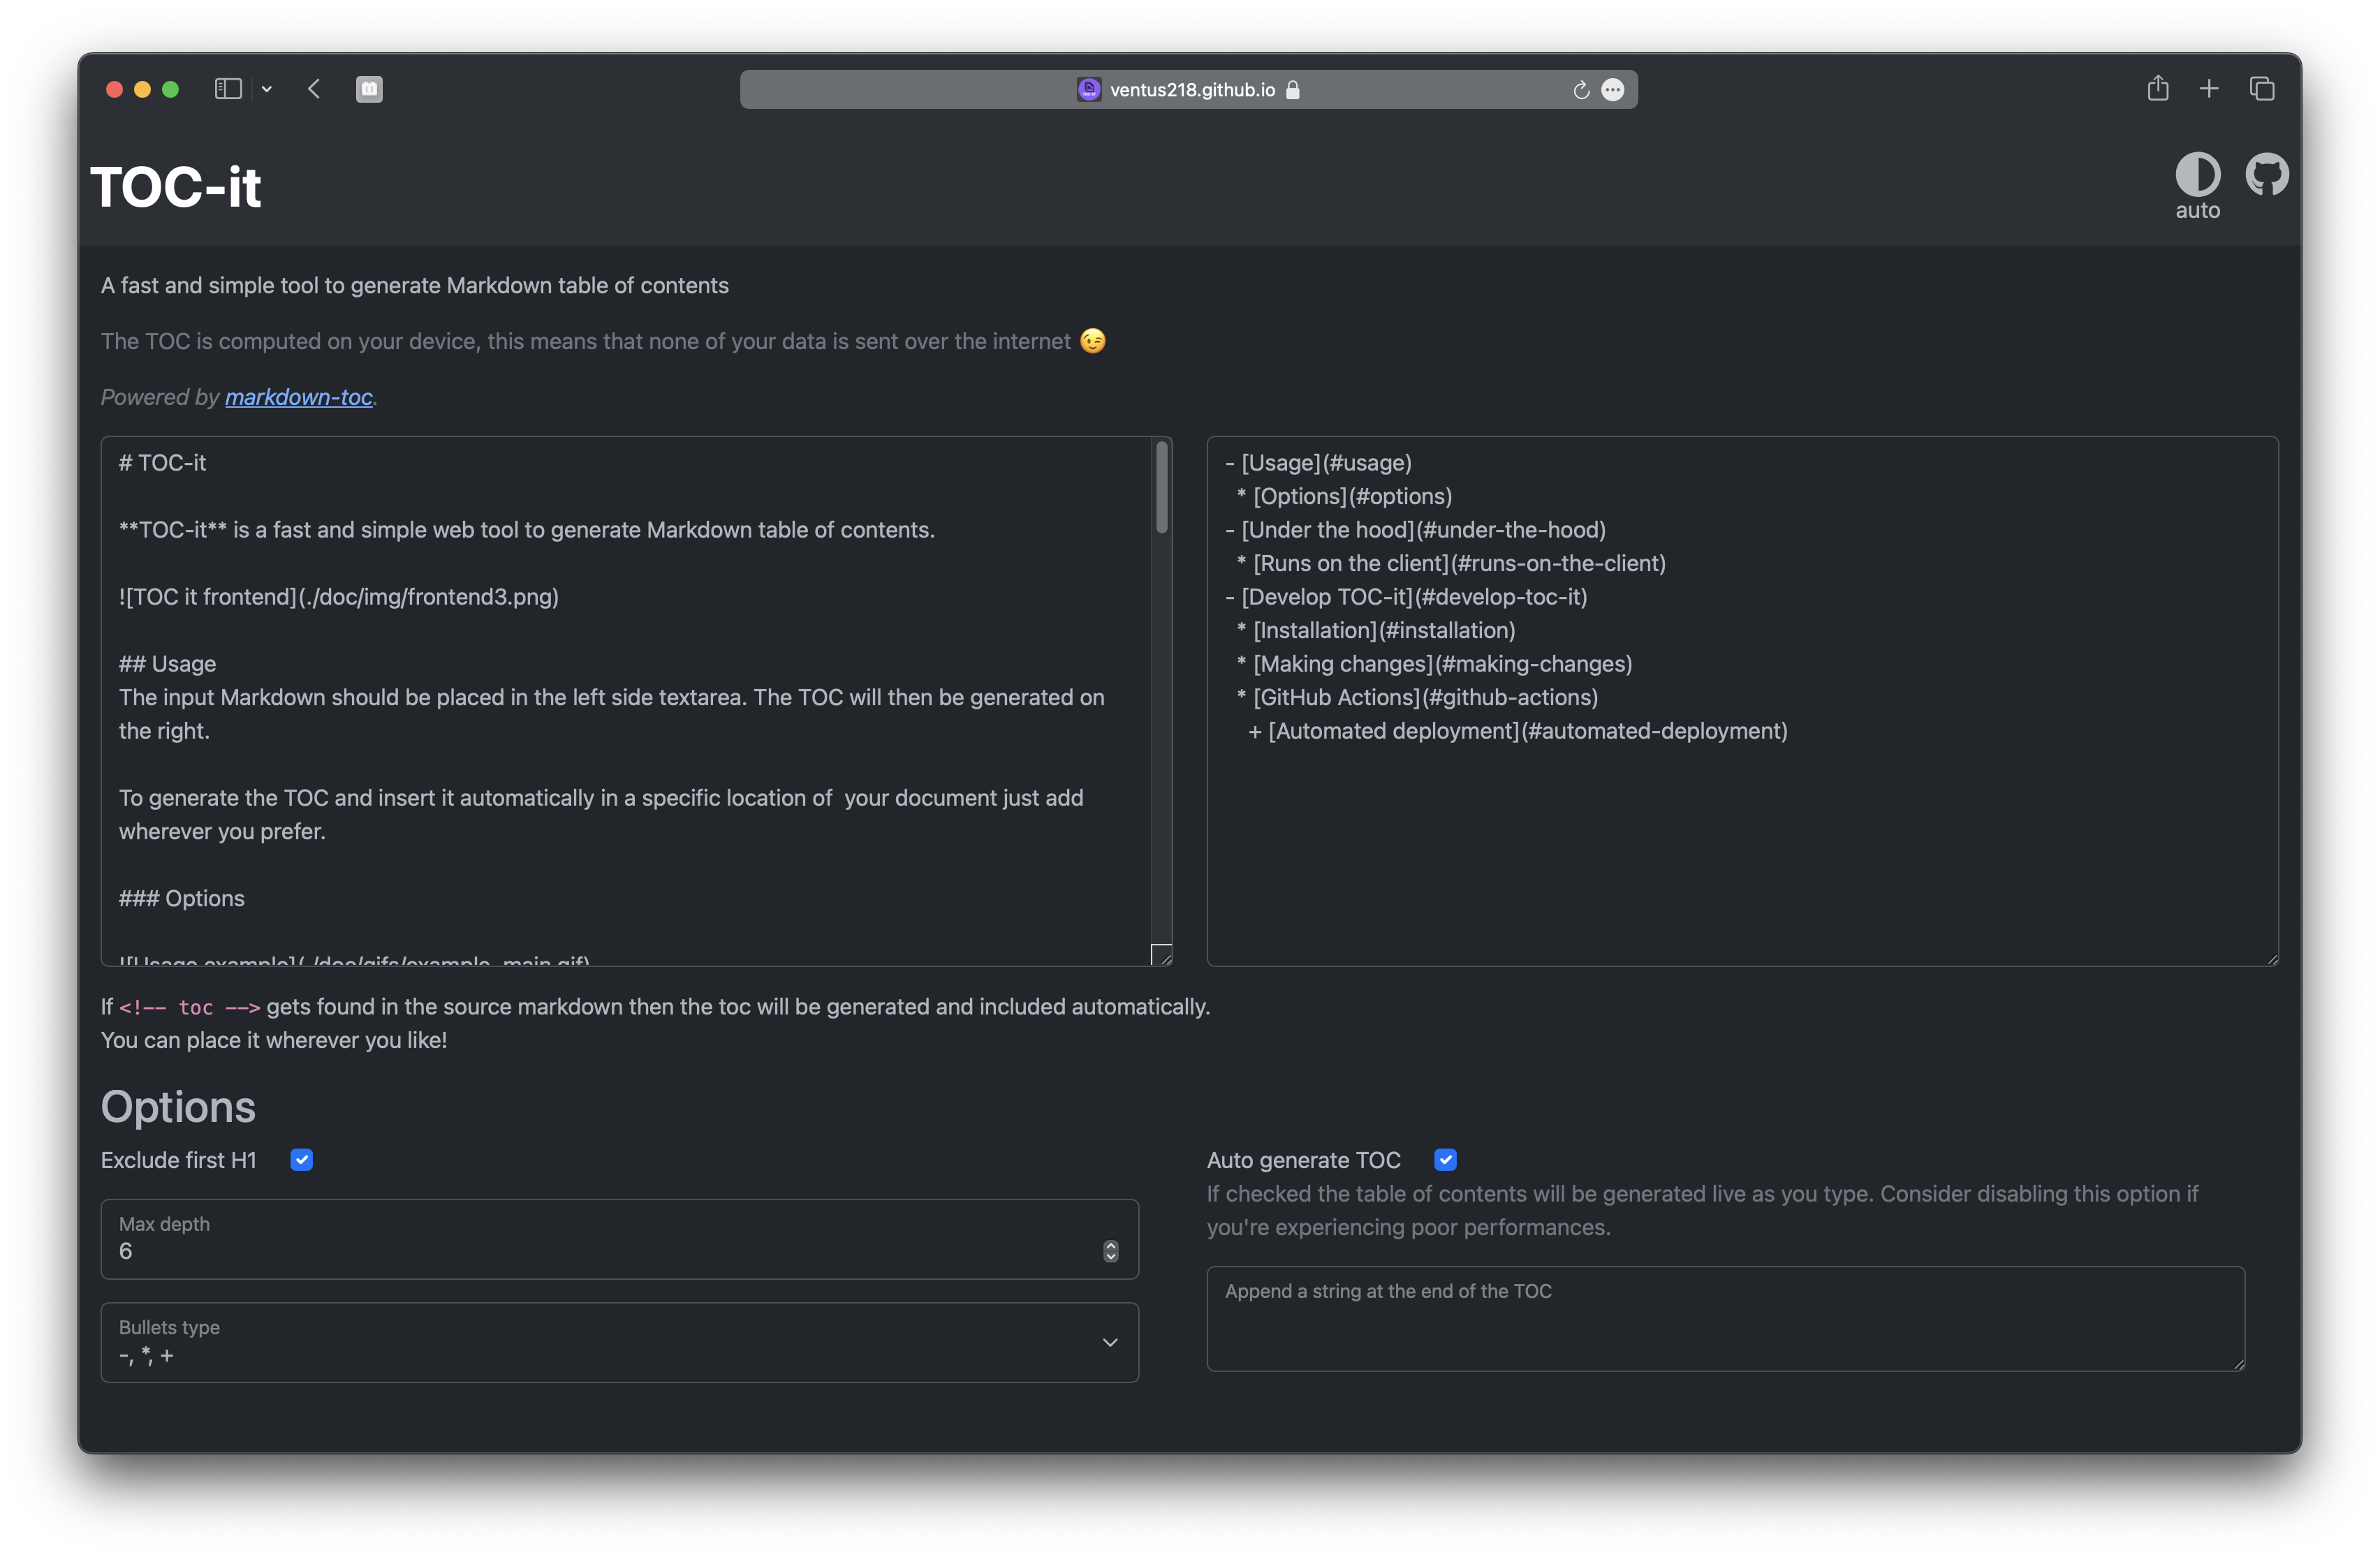 ventus218.github.io
TOC-it
auto
A fast and simple tool to generate Markdown table of contents
The TOC is computed on your device, this means that none of your data is sent over the internet 😉
Powered by markdown-toc.
# TOC-it
**TOC-it** is a fast and simple web tool to generate Markdown table of contents.
![TOC it frontend](./doc/img/frontend3.png)
## Usage
The input Markdown should be placed in the left side textarea. The TOC will then be generated on
the right.
To generate the TOC and insert it automatically in a specific location of  your document just add
wherever you prefer.
### Options
![Usage example](./doc/gifs/example_main.gif)
- [Usage](#usage)
  * [Options](#options)
- [Under the hood](#under-the-hood)
  * [Runs on the client](#runs-on-the-client)
- [Develop TOC-it](#develop-toc-it)
  * [Installation](#installation)
  * [Making changes](#making-changes)
  * [GitHub Actions](#github-actions)
    + [Automated deployment](#automated-deployment)
If <!-- toc --> gets found in the source markdown then the toc will be generated and included automatically.
You can place it wherever you like!
Options
Exclude first H1
Max depth
6
Bullets type
-, *, +
Auto generate TOC
If checked the table of contents will be generated live as you type. Consider disabling this option if
you're experiencing poor performances.
Append a string at the end of the TOC